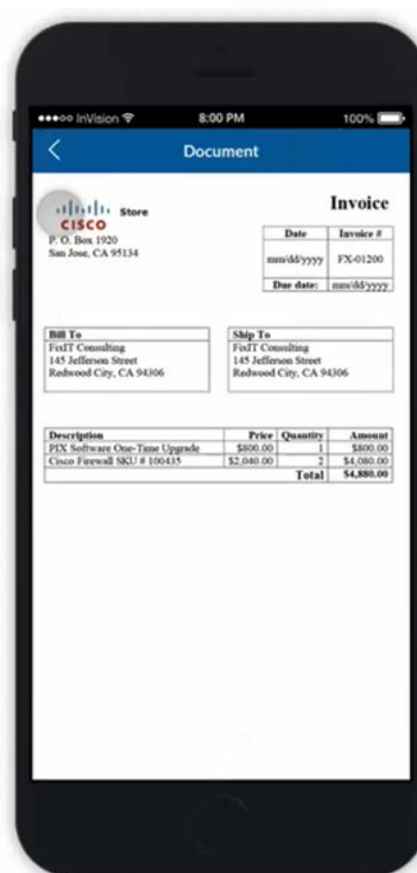 InVision 8:00 PM 100%
Document
CISCO Store
P. O. Box 1920
San Jose, CA 95134
Invoice
Date Invoice #
mm/dd/yyyy FX-01200
Due date: mm/dd/yyyy
Bill To
FixIT Consulting
145 Jefferson Street
Redwood City, CA 94306
Ship To
FixIT Consulting
145 Jefferson Street
Redwood City, CA 94306
Description Price Quantity Amount
PIX Software One-Time Upgrade $800.00 1 $800.00
Cisco Firewall SKU # 100435 $2,040.00 2 $4,080.00
Total $4,880.00